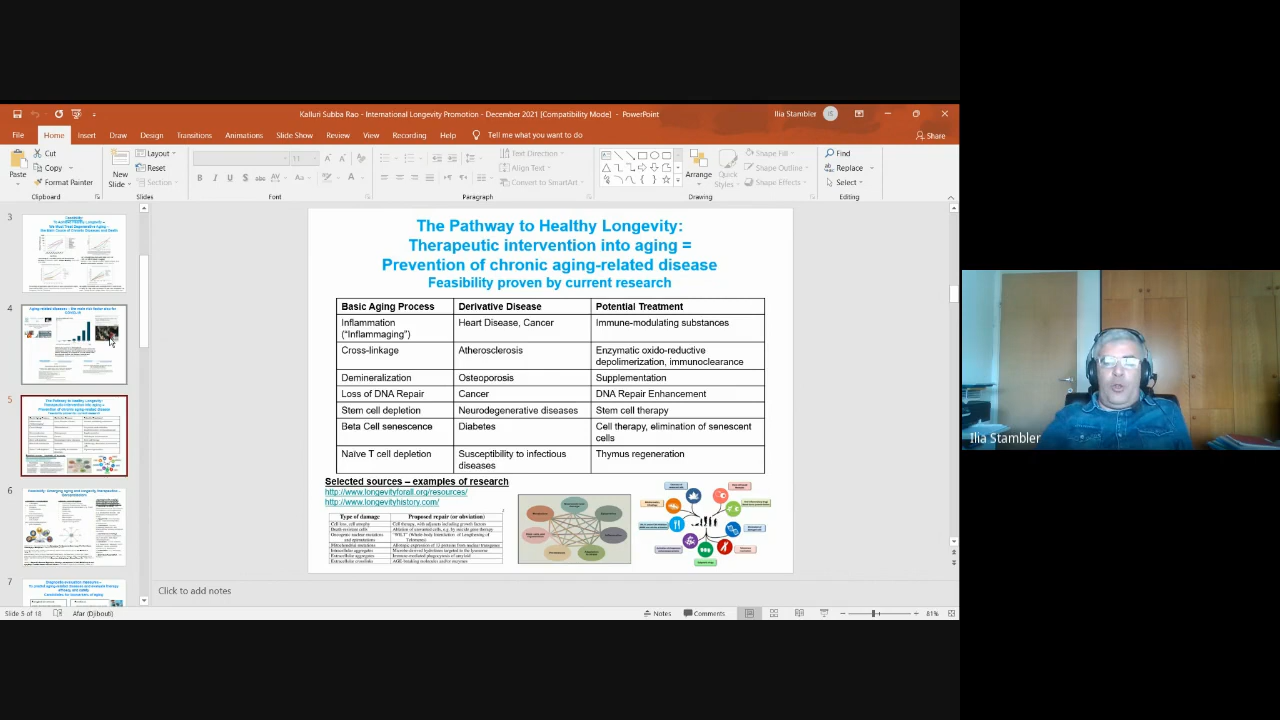 Kalluri Subba Rao - International Longevity Promotion - December 2021 [Compatibility Mode] - PowerPoint
Ilia Stambler
IS
File Home Insert Draw Design Transitions Animations Slide Show Review View Recording Help Tell me what you want to do
Share
Paste
Cut
Copy
Format Painter
Clipboard
New Slide
Layout
Reset
Section
Slides
11
Font
Text Direction
Align Text
Convert to SmartArt
Paragraph
Arrange
Quick Styles
Shape Fill
Shape Outline
Shape Effects
Drawing
Find
Replace
Select
Editing
3
4
5
6
7
The Pathway to Healthy Longevity:
Therapeutic intervention into aging =
Prevention of chronic aging-related disease
Feasibility proven by current research
Basic Aging Process Derivative Disease Potential Treatment
Inflammation ("Inflammaging") Heart Disease, Cancer Immune-modulating substances
Cross-linkage Atherosclerosis Enzymatic oxido-reductive depolimerization, immunoclearance
Demineralization Osteoporosis Supplementation
Loss of DNA Repair Cancer DNA Repair Enhancement
Stem cell depletion Neurodegenerative diseases Stem cell therapy
Beta Cell senescence Diabetes Cell therapy, elimination of senescent cells
Naïve T cell depletion Susceptibility to infectious diseases Thymus regeneration
Selected sources – examples of research
http://www.longevityforall.org/resources/
http://www.longevityhistory.com/
Type of damage Proposed repair (or obviation)
Click to add notes
Slide 5 of 18
Afar (Djibouti)
Notes
Comments
81%
Ilia Stambler